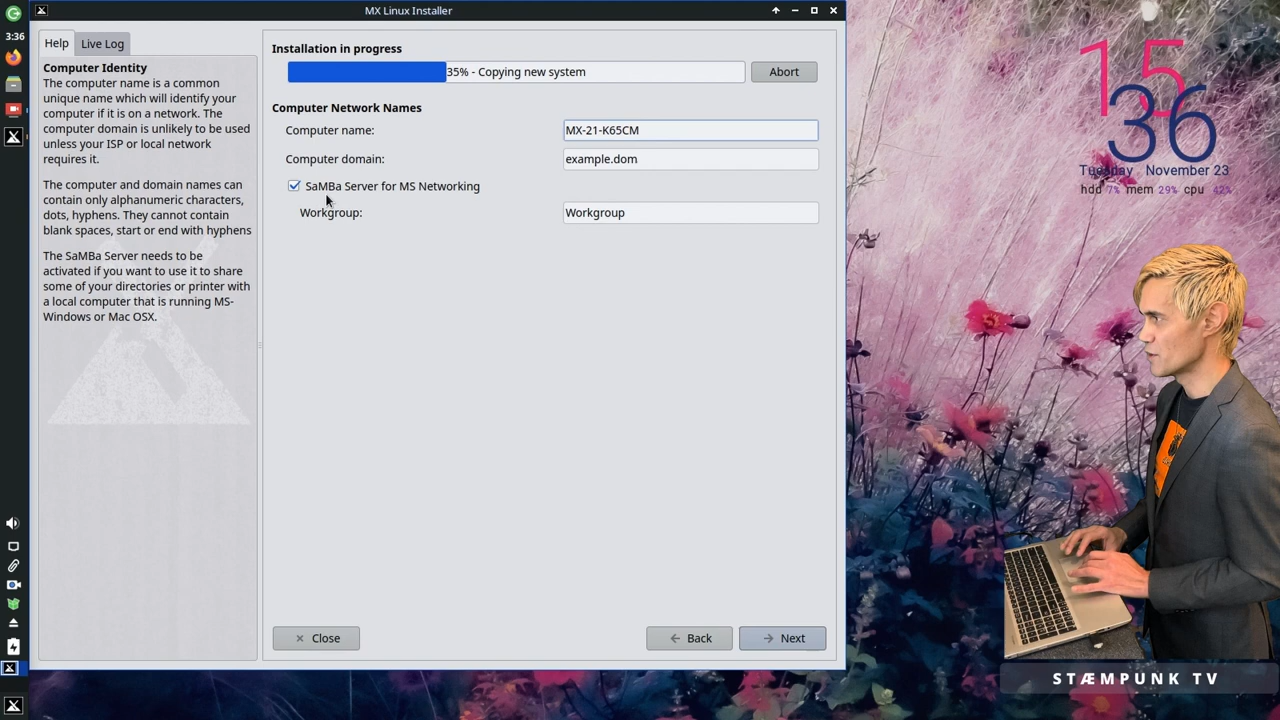 MX Linux Installer
3:36
Help
Live Log
Computer Identity
The computer name is a common
unique name which will identify your
computer if it is on a network. The
computer domain is unlikely to be used
unless your ISP or local network
requires it.
The computer and domain names can
contain only alphanumeric characters,
dots, hyphens. They cannot contain
blank spaces, start or end with hyphens
The SaMBa Server needs to be
activated if you want to use it to share
some of your directories or printer with
a local computer that is running MS-
Windows or Mac OSX.
Installation in progress
35% - Copying new system
Abort
Computer Network Names
Computer name:
MX-21-K65CM
Computer domain:
example.dom
SaMBa Server for MS Networking
Workgroup:
Workgroup
Close
Back
Next
15
36
Tuesday November 23
hdd 7% mem 29% cpu 42%
STÆMPUNK TV